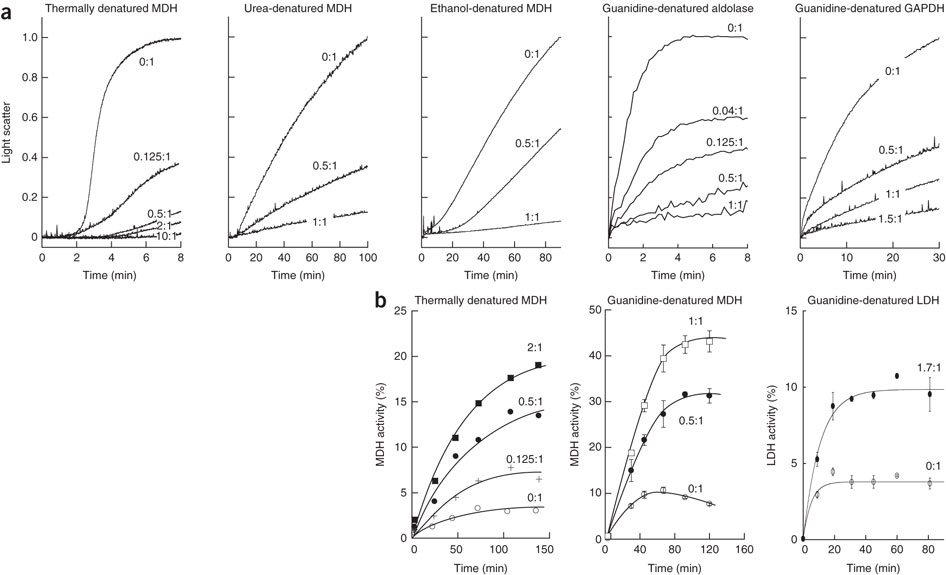 a
Thermally denatured MDH
Urea-denatured MDH
Ethanol-denatured MDH
Guanidine-denatured aldolase
Guanidine-denatured GAPDH
Light scatter
1.0
0.8
0.6
0.4
0.2
0
0:1
0.125:1
0.5:1
2:1
10:1
0 2 4 6 8
Time (min)
0:1
0.5:1
1:1
0 20 40 60 80 100
Time (min)
0:1
0.5:1
1:1
0 20 40 60 80
Time (min)
0:1
0.04:1
0.125:1
0.5:1
1:1
0 2 4 6 8
Time (min)
0:1
0.5:1
1:1
1.5:1
0 10 20 30
Time (min)
b
Thermally denatured MDH
Guanidine-denatured MDH
Guanidine-denatured LDH
MDH activity (%)
25
20
15
10
5
0
2:1
0.5:1
0.125:1
0:1
0 50 100 150
Time (min)
MDH activity (%)
50
40
30
20
10
0
1:1
0.5:1
0:1
0 40 80 120 160
Time (min)
LDH activity (%)
15
10
5
0
1.7:1
0:1
0 20 40 60 80
Time (min)